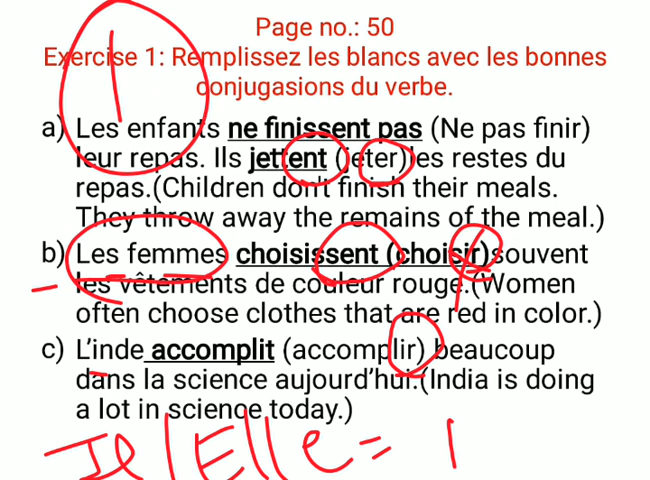 Page no.: 50
Exercise 1: Remplissez les blancs avec les bonnes
conjugasions du verbe.
a) Les enfants ne finissent pas (Ne pas finir)
leur repas. Ils jettent (jeter)les restes du
repas.(Children don't finish their meals.
They throw away the remains of the meal.)
b) Les femmes choisissent (choisir)souvent
les vêtements de couleur rouge.(Women
often choose clothes that are red in color.)
c) L'inde accomplit (accomplir) beaucoup
dans la science aujourd'hui.(India is doing
a lot in science today.)